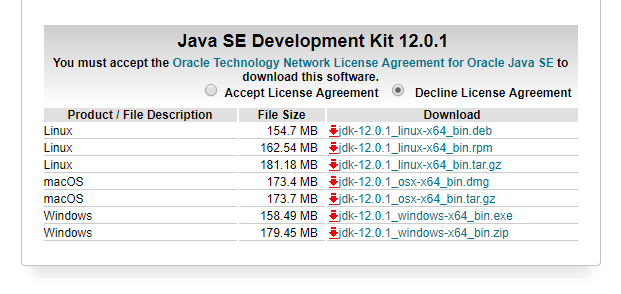 Java SE Development Kit 12.0.1
You must accept the Oracle Technology Network License Agreement for Oracle Java SE to
download this software.
Accept License Agreement Decline License Agreement
Product / File Description File Size Download
Linux 154.7 MB jdk-12.0.1_linux-x64_bin.deb
Linux 162.54 MB jdk-12.0.1_linux-x64_bin.rpm
Linux 181.18 MB jdk-12.0.1_linux-x64_bin.tar.gz
macOS 173.4 MB jdk-12.0.1_osx-x64_bin.dmg
macOS 173.7 MB jdk-12.0.1_osx-x64_bin.tar.gz
Windows 158.49 MB jdk-12.0.1_windows-x64_bin.exe
Windows 179.45 MB jdk-12.0.1_windows-x64_bin.zip